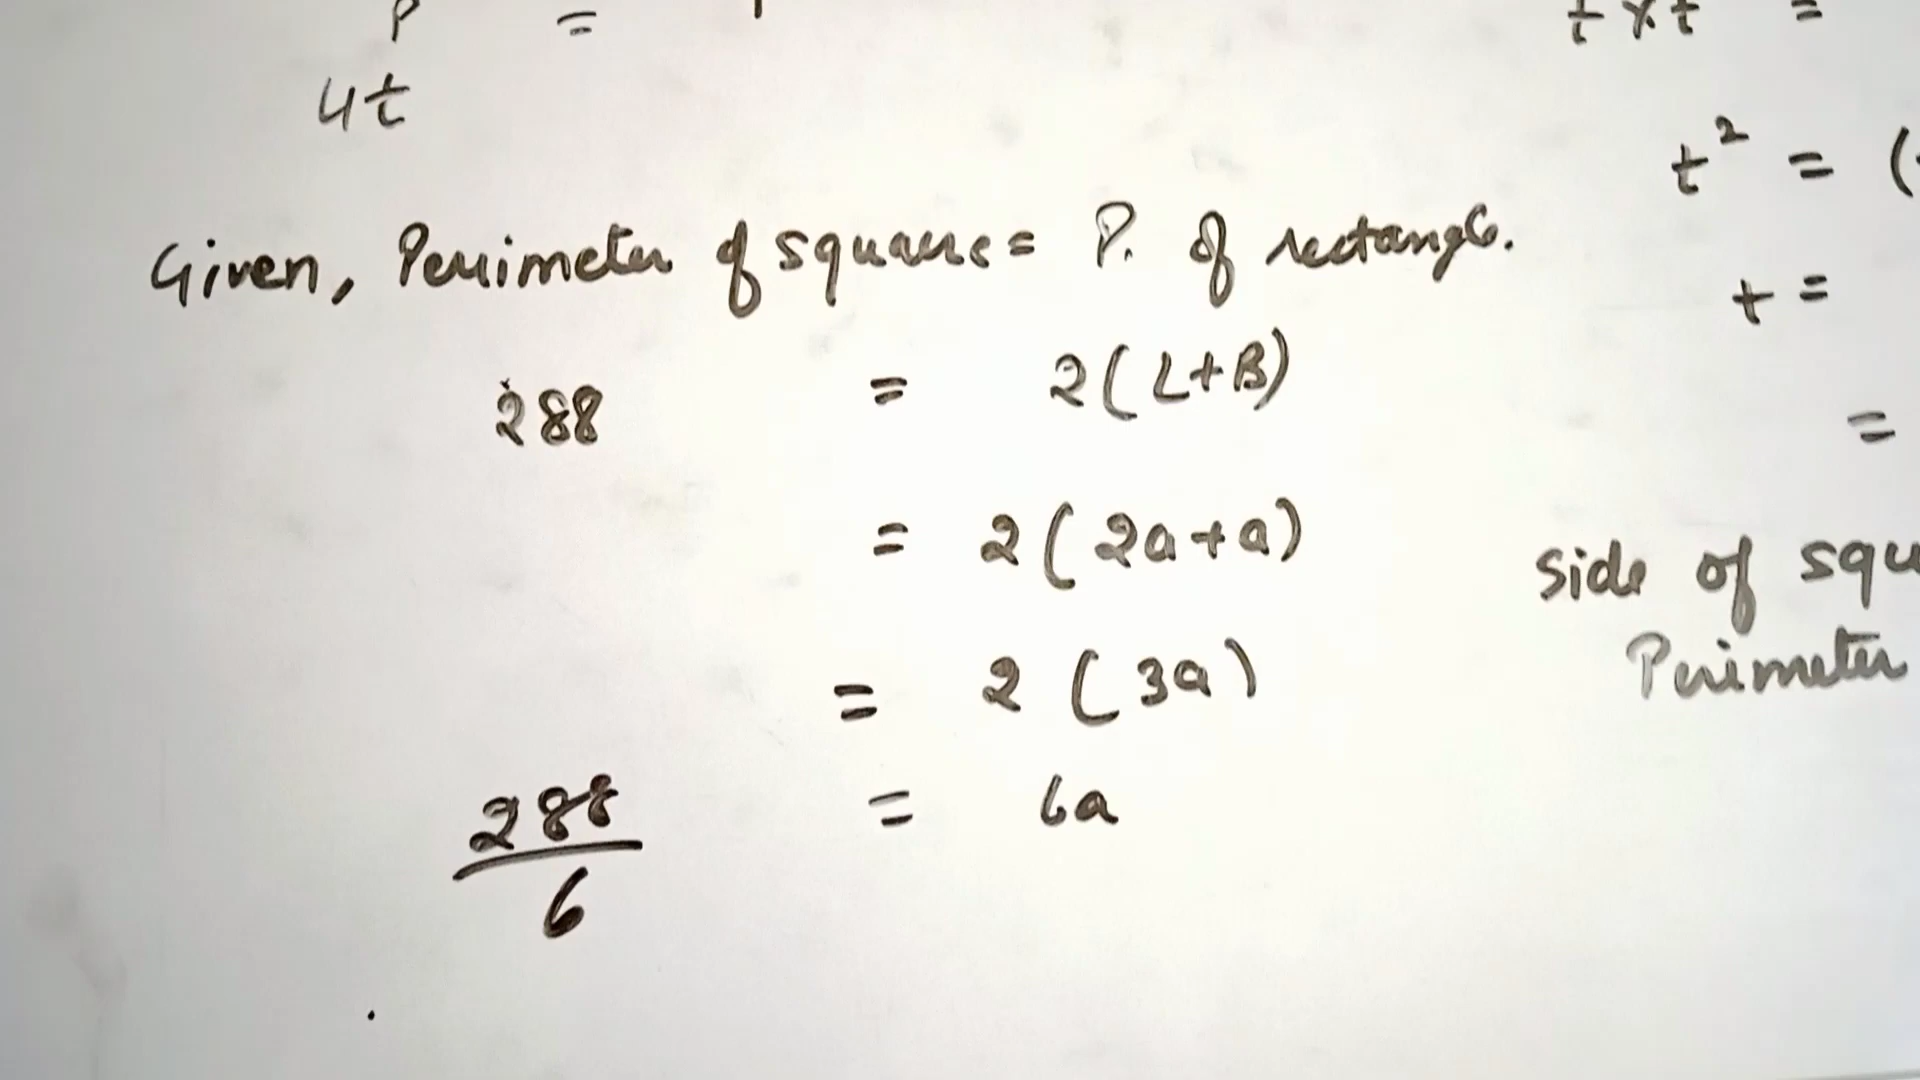 P =
4t
Given, Perimeter of square = P. of rectangle.
288 = 2(L+B)
= 2(2a+a)
= 2(3a)
288/6 = 6a
t x t =
t² = (
t =
=
Side of squ
Perimeter